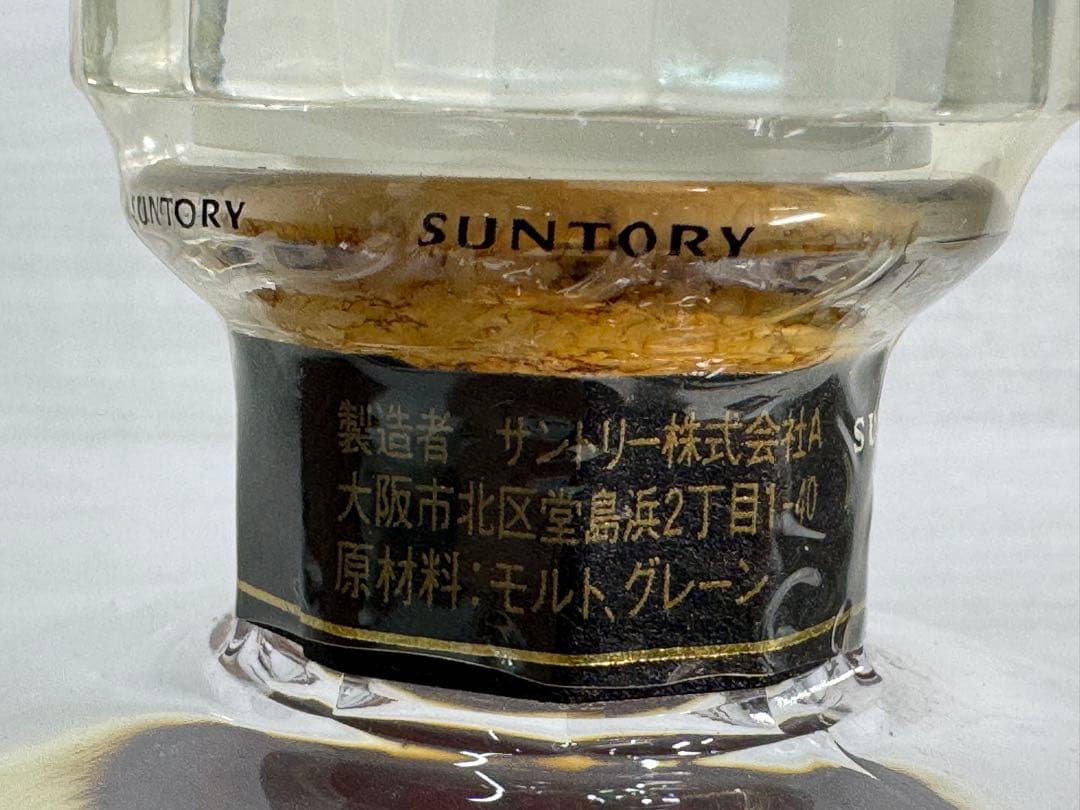 SUNTORY SUNTORY
製造者 サントリー株式会社A
大阪市北区堂島浜2丁目1-40
原材料:モルト、グレーン